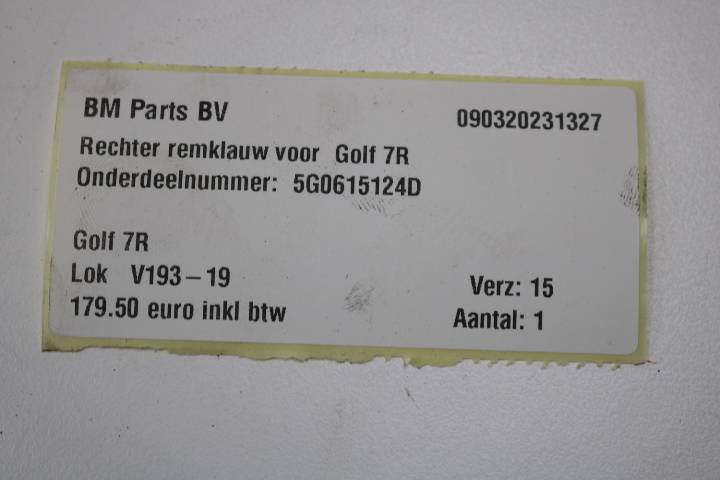 BM Parts BV 090320231327
Rechter remklauw voor Golf 7R
Onderdeelnummer: 5G0615124D
Golf 7R
Lok V193-19 Verz: 15
179.50 euro inkl btw Aantal: 1